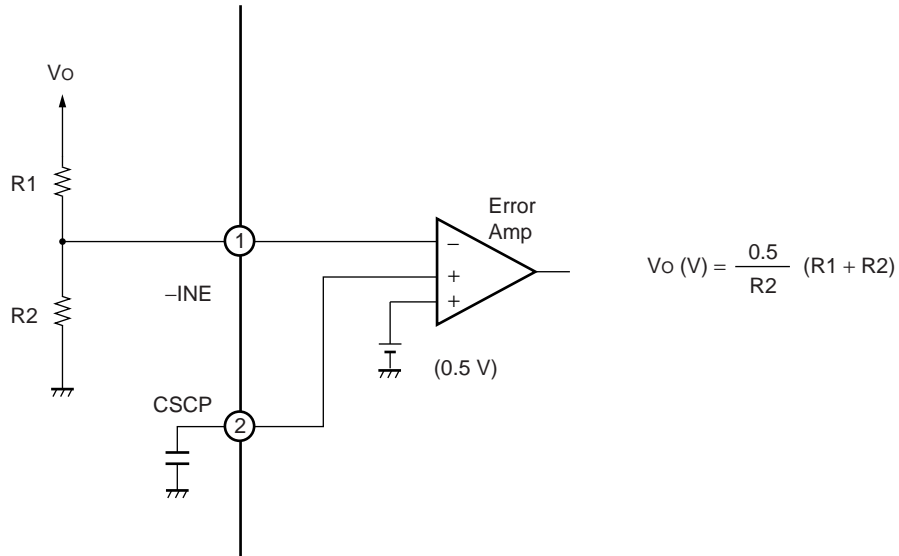 Vo
R1
R2
1
–INE
CSCP
2
Error
Amp
–
+
+
(0.5 V)
Vo (V) = 0.5 / R2 (R1 + R2)